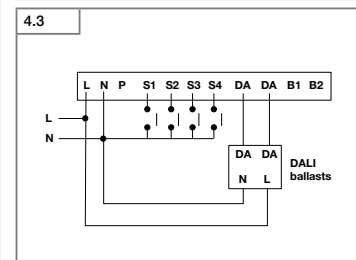 4.3
L N P S1 S2 S3 S4 DA DA B1 B2
L
N
DA DA
DALI
ballasts
N L